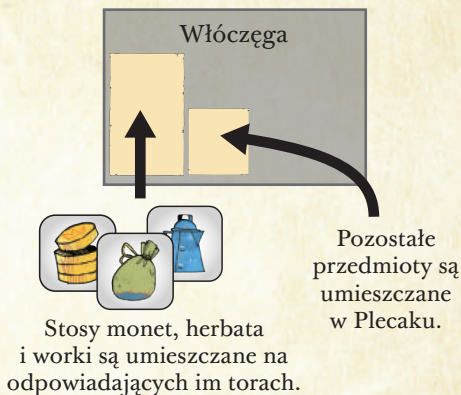 Włóczęga
Pozostałe
przedmioty są
umieszczane
w Plecaku.
Stosy monet, herbata
i worki są umieszczane na
odpowiadających im torach.